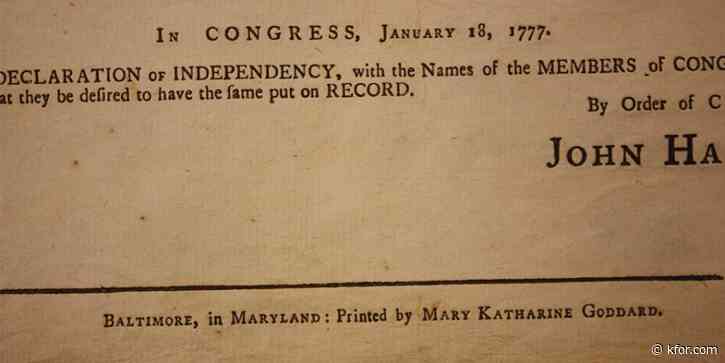 IN CONGRESS, JANUARY 18, 1777.
DECLARATION OF INDEPENDENCY, with the Names of the MEMBERS of CONG
at they be deſired to have the ſame put on RECORD.
By Order of C
JOHN HA
BALTIMORE, in MARYLAND: Printed by MARY KATHARINE GODDARD.
kfor.com